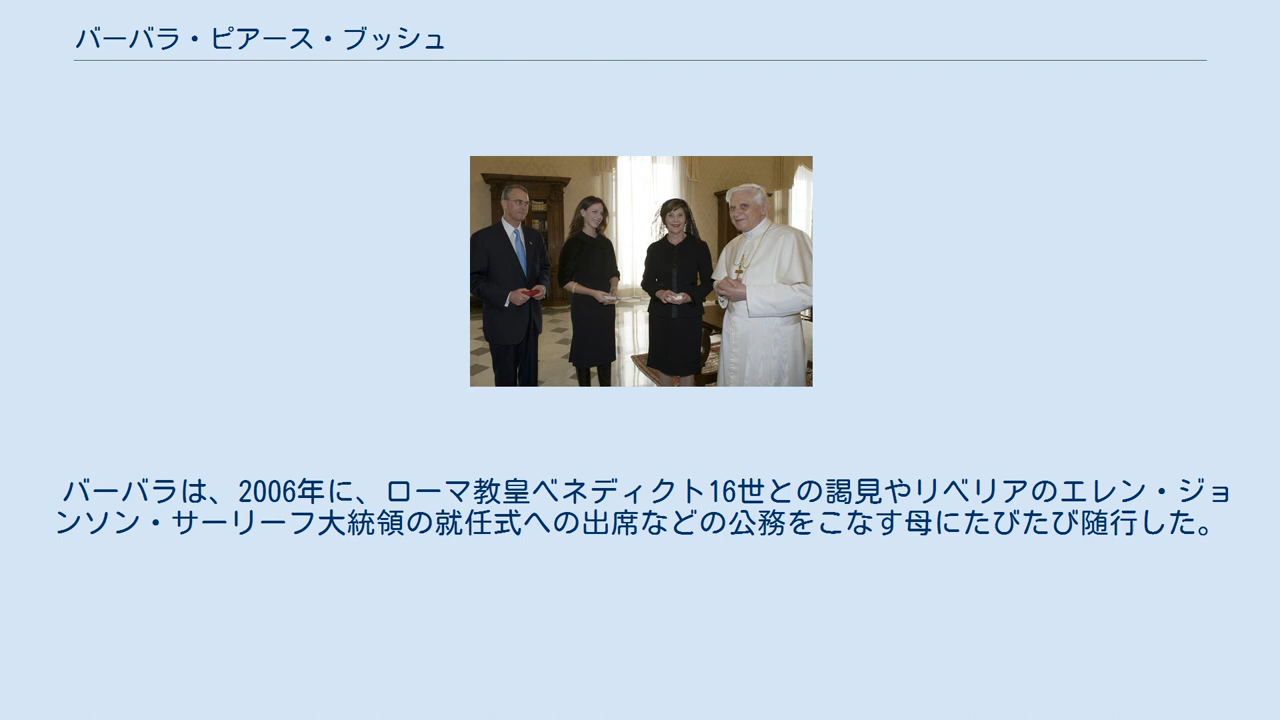 バーバラ・ピアース・ブッシュ
バーバラは、2006年に、ローマ教皇ベネディクト16世との謁見やリベリアのエレン・ジョ
ンソン・サーリーフ大統領の就任式への出席などの公務をこなす母にたびたび随行した。